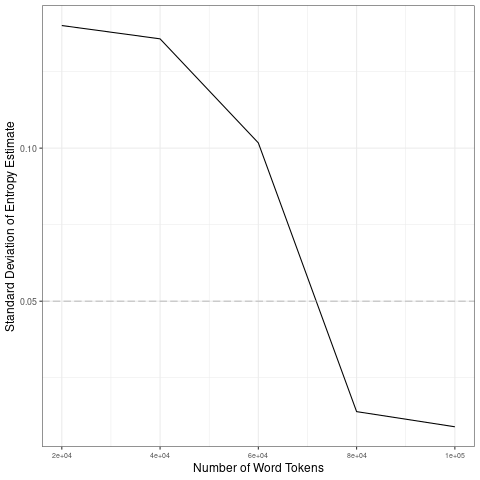 Standard Deviation of Entropy Estimate
0.10
0.05
2e+04 4e+04 6e+04 8e+04 1e+05
Number of Word Tokens